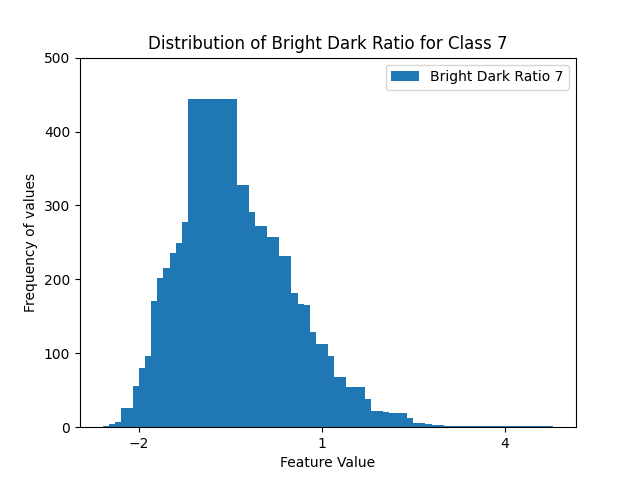 Distribution of Bright Dark Ratio for Class 7
Bright Dark Ratio 7
500
400
300
200
100
0
Frequency of values
−2
1
4
Feature Value